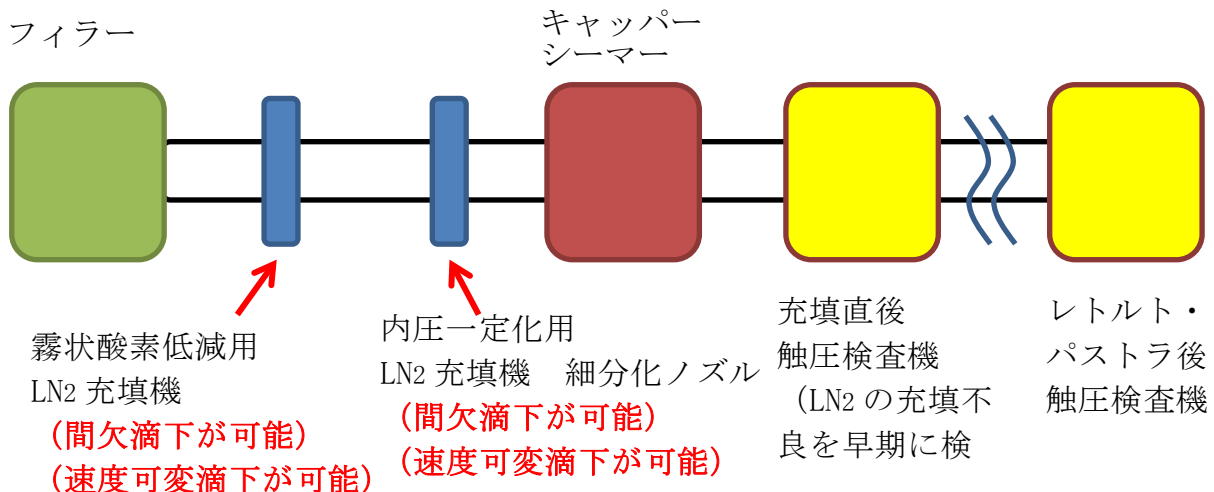 フィラー
キャッパー
シーマー
霧状酸素低減用
LN2 充填機
（間欠滴下が可能）
（速度可変滴下が可能）
内圧一定化用
LN2 充填機　細分化ノズル
（間欠滴下が可能）
（速度可変滴下が可能）
充填直後
触圧検査機
（LN2 の充填不
良を早期に検
レトルト・
パストラ後
触圧検査機